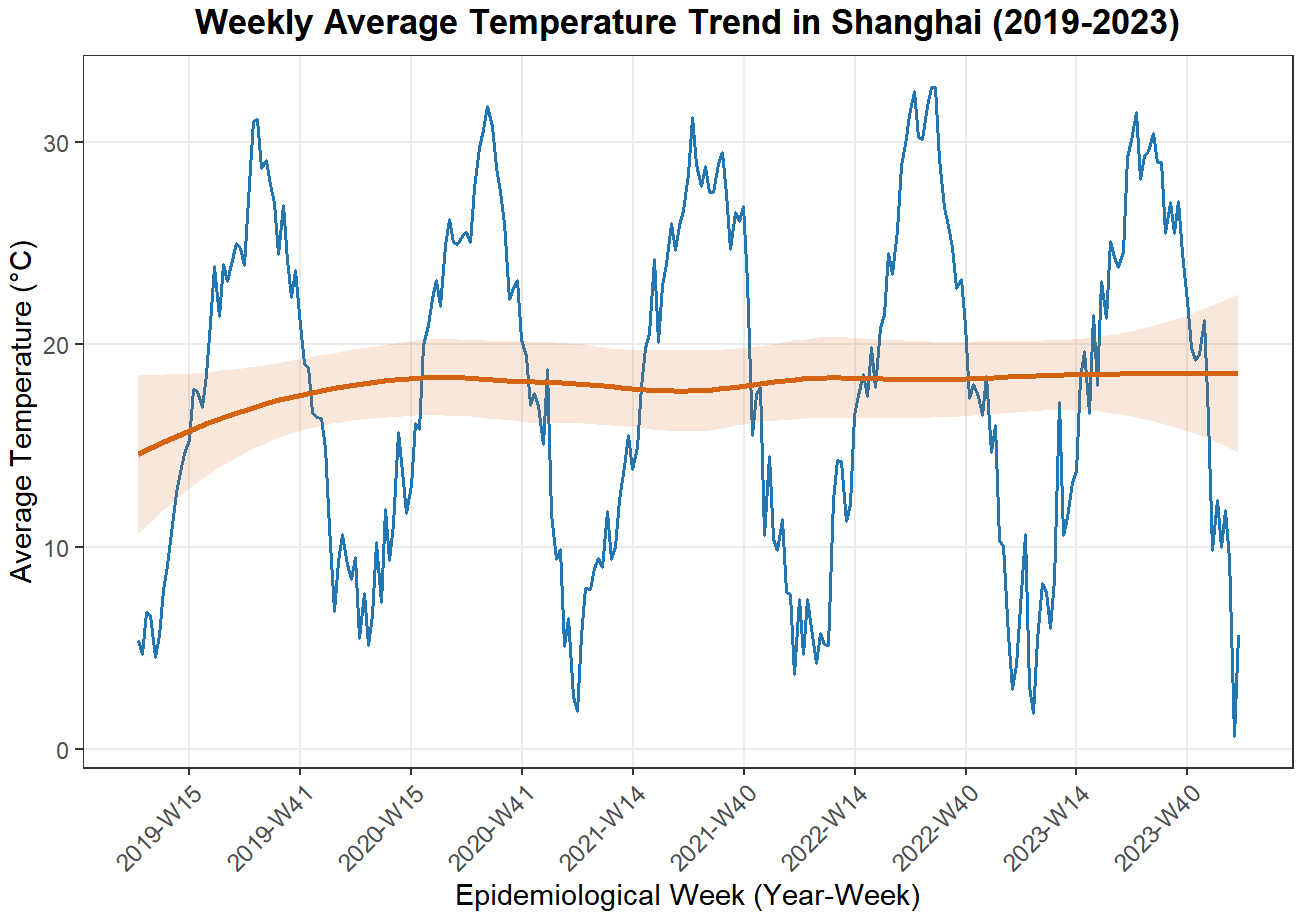 Weekly Average Temperature Trend in Shanghai (2019-2023)
Average Temperature (°C)
30
20
10
0
2019-W15
2019-W41
2020-W15
2020-W41
2021-W14
2021-W40
2022-W14
2022-W40
2023-W14
2023-W40
Epidemiological Week (Year-Week)